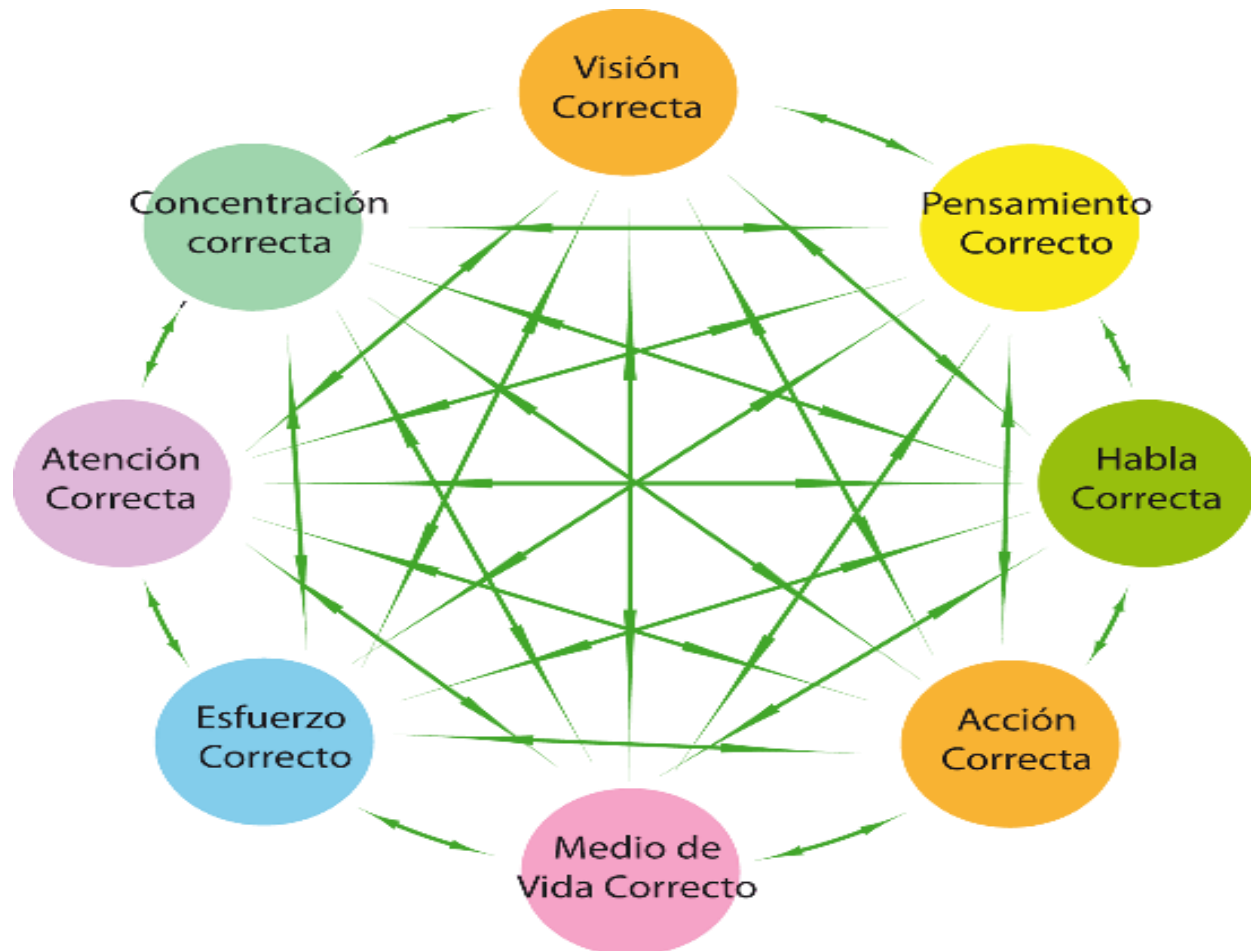 Visión
Correcta
Pensamiento
Correcto
Habla
Correcta
Acción
Correcta
Medio de
Vida Correcto
Esfuerzo
Correcto
Atención
Correcta
Concentración
correcta